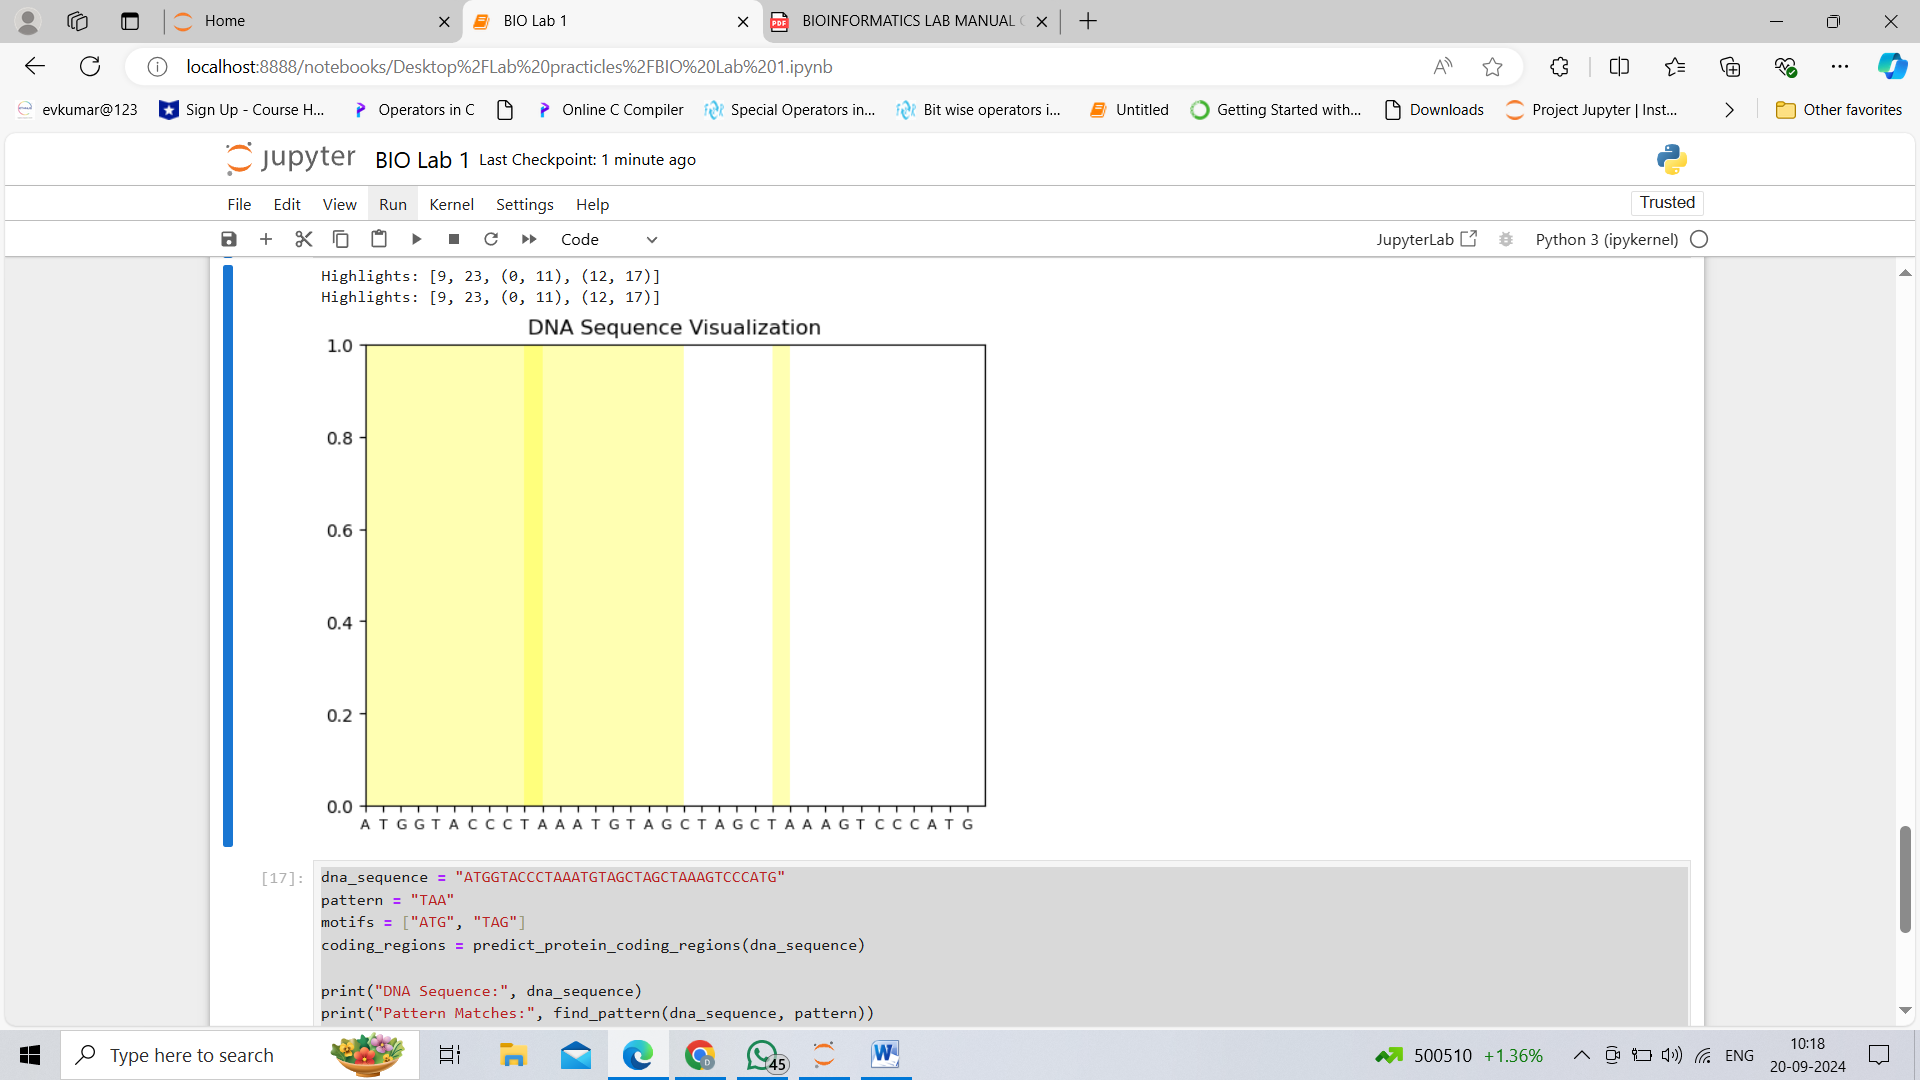 Home
BIO Lab 1
BIOINFORMATICS LAB MANUAL
localhost:8888/notebooks/Desktop%2FLab%20practicles%2FBIO%20Lab%201.ipynb
evkumar@123 Sign Up - Course H... Operators in C Online C Compiler Special Operators in... Bit wise operators i... Untitled Getting Started with... Downloads Project Jupyter | Inst... Other favorites
jupyter BIO Lab 1 Last Checkpoint: 1 minute ago
File Edit View Run Kernel Settings Help Trusted
Code JupyterLab Python 3 (ipykernel)
Highlights: [9, 23, (0, 11), (12, 17)]
Highlights: [9, 23, (0, 11), (12, 17)]
DNA Sequence Visualization
1.0
0.8
0.6
0.4
0.2
0.0
A T G G T A C C C T A A A T G T A G C T A G C T A A A G T C C C A T G
[17]: dna_sequence = "ATGGTACCCTAAATGTAGCTAGCTAAAGTCCCATG"
pattern = "TAA"
motifs = ["ATG", "TAG"]
coding_regions = predict_protein_coding_regions(dna_sequence)
print("DNA Sequence:", dna_sequence)
print("Pattern Matches:", find_pattern(dna_sequence, pattern))
Type here to search 45 500510 +1.36% ENG 10:18
20-09-2024